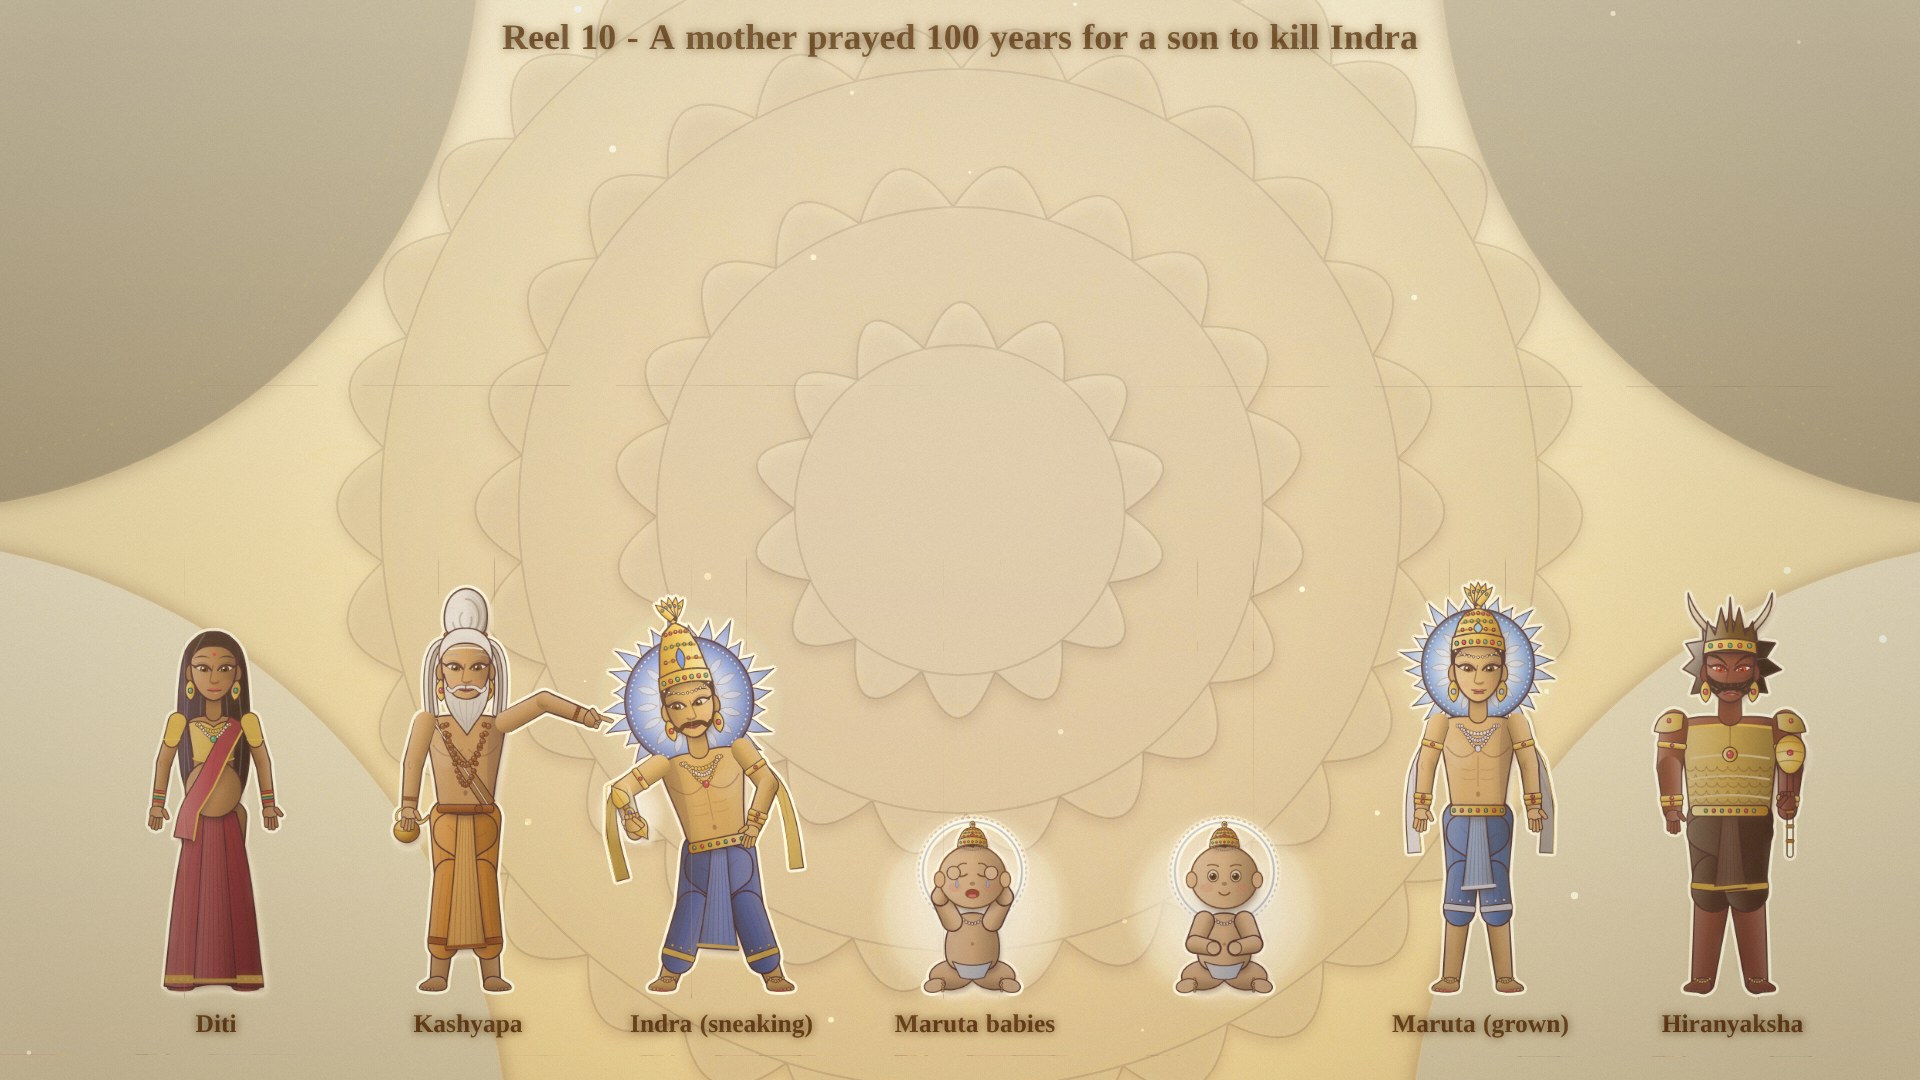 Reel 10 - A mother prayed 100 years for a son to kill Indra
Diti
Kashyapa
Indra (sneaking)
Maruta babies
Maruta (grown)
Hiranyaksha